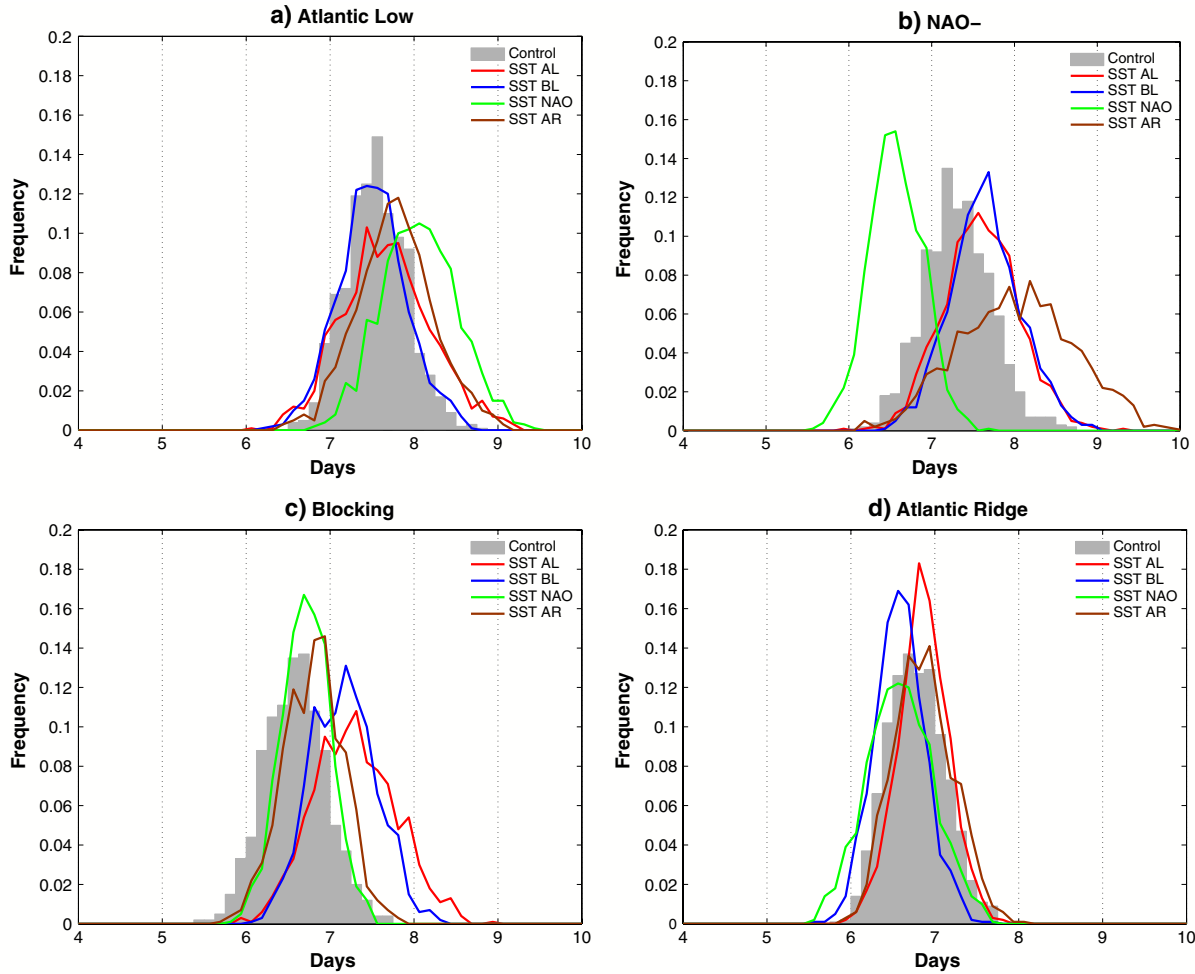 a) Atlantic Low
0.2
0.18
0.16
0.14
0.12
0.1
0.08
0.06
0.04
0.02
0
Frequency
Control
SST AL
SST BL
SST NAO
SST AR
4 5 6 7 8 9 10
Days
b) NAO−
0.2
0.18
0.16
0.14
0.12
0.1
0.08
0.06
0.04
0.02
0
Frequency
Control
SST AL
SST BL
SST NAO
SST AR
4 5 6 7 8 9 10
Days
c) Blocking
0.2
0.18
0.16
0.14
0.12
0.1
0.08
0.06
0.04
0.02
0
Frequency
Control
SST AL
SST BL
SST NAO
SST AR
4 5 6 7 8 9 10
Days
d) Atlantic Ridge
0.2
0.18
0.16
0.14
0.12
0.1
0.08
0.06
0.04
0.02
0
Frequency
Control
SST AL
SST BL
SST NAO
SST AR
4 5 6 7 8 9 10
Days